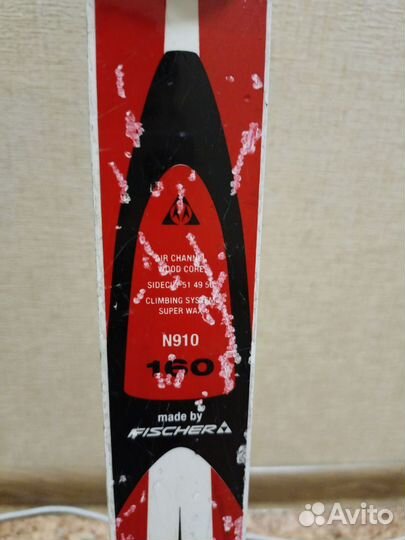 AIR CHANNEL
WOOD CORE
SIDECUT 51 49 50
CLIMBING SYSTEM
SUPER WAX
N910
160
made by
FISCHER
Avito